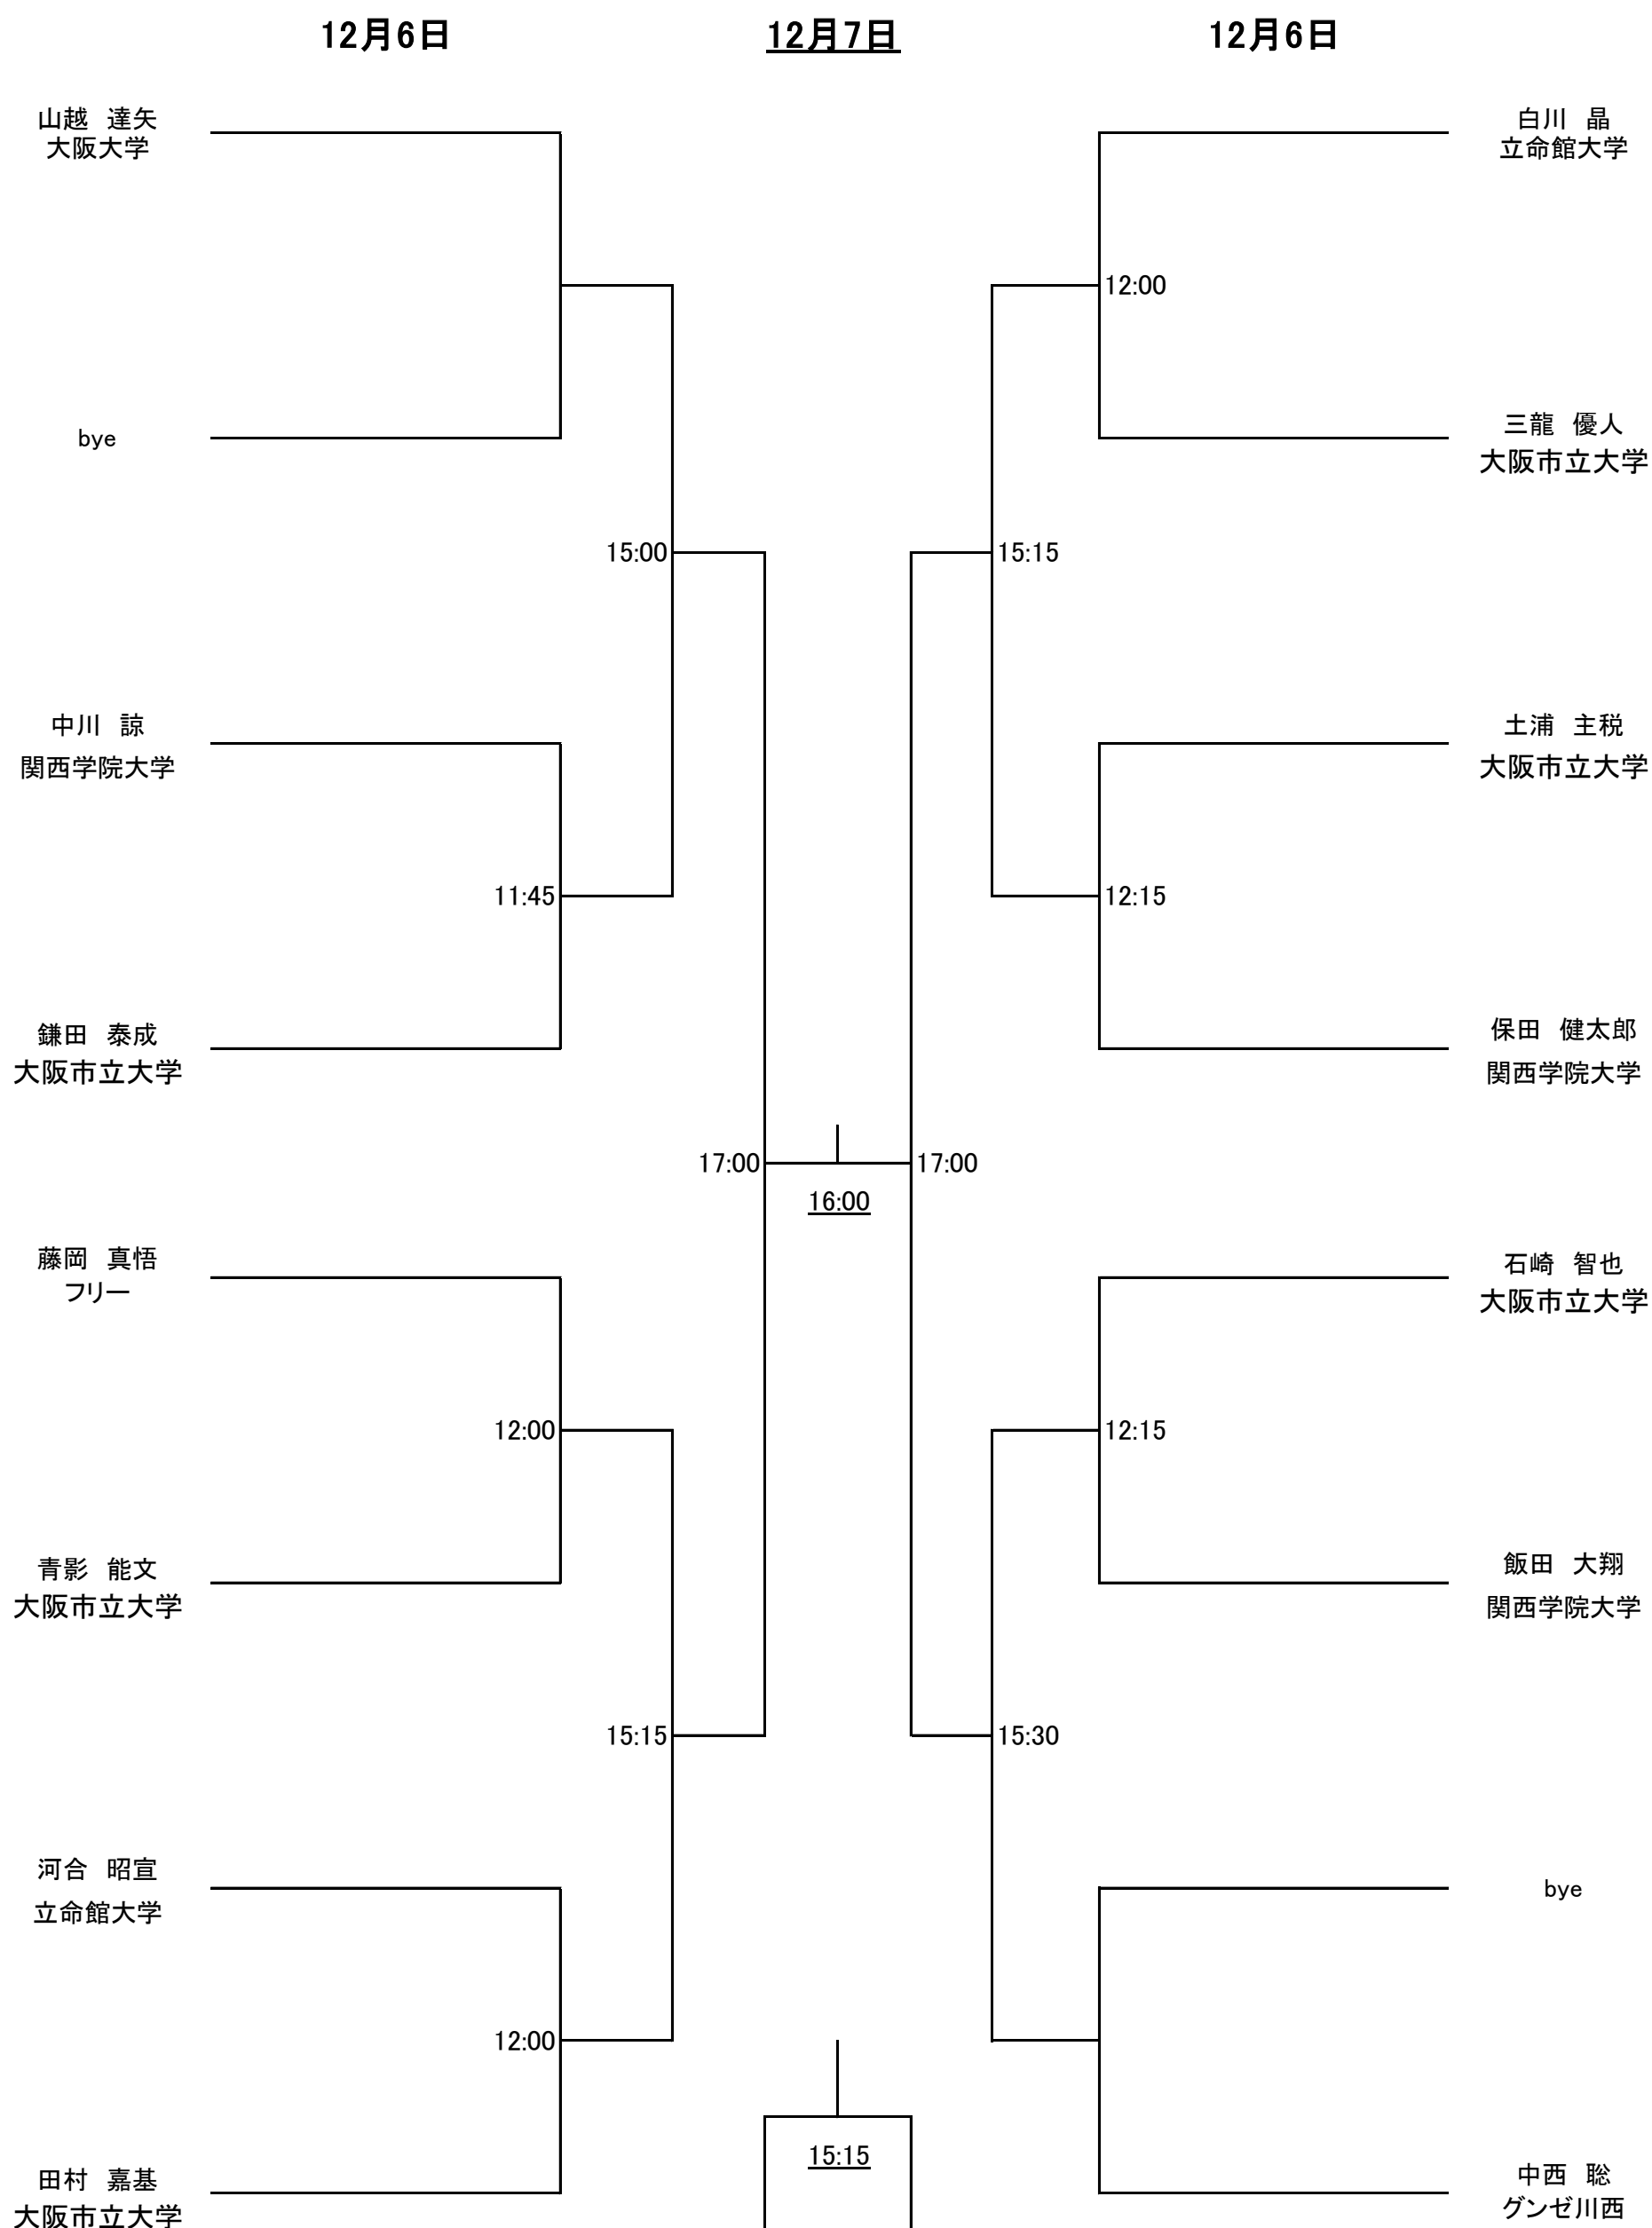 12月6日
12月7日
12月6日
山越　達矢
大阪大学
白川　晶
立命館大学
12:00
bye
三龍　優人
大阪市立大学
15:00
15:15
中川　諒
関西学院大学
土浦　主税
大阪市立大学
11:45
12:15
鎌田　泰成
大阪市立大学
保田　健太郎
関西学院大学
17:00
17:00
16:00
藤岡　真悟
フリー
石崎　智也
大阪市立大学
12:00
12:15
青影　能文
大阪市立大学
飯田　大翔
関西学院大学
15:15
15:30
河合　昭宣
立命館大学
bye
12:00
15:15
田村　嘉基
大阪市立大学
中西　聡
グンゼ川西